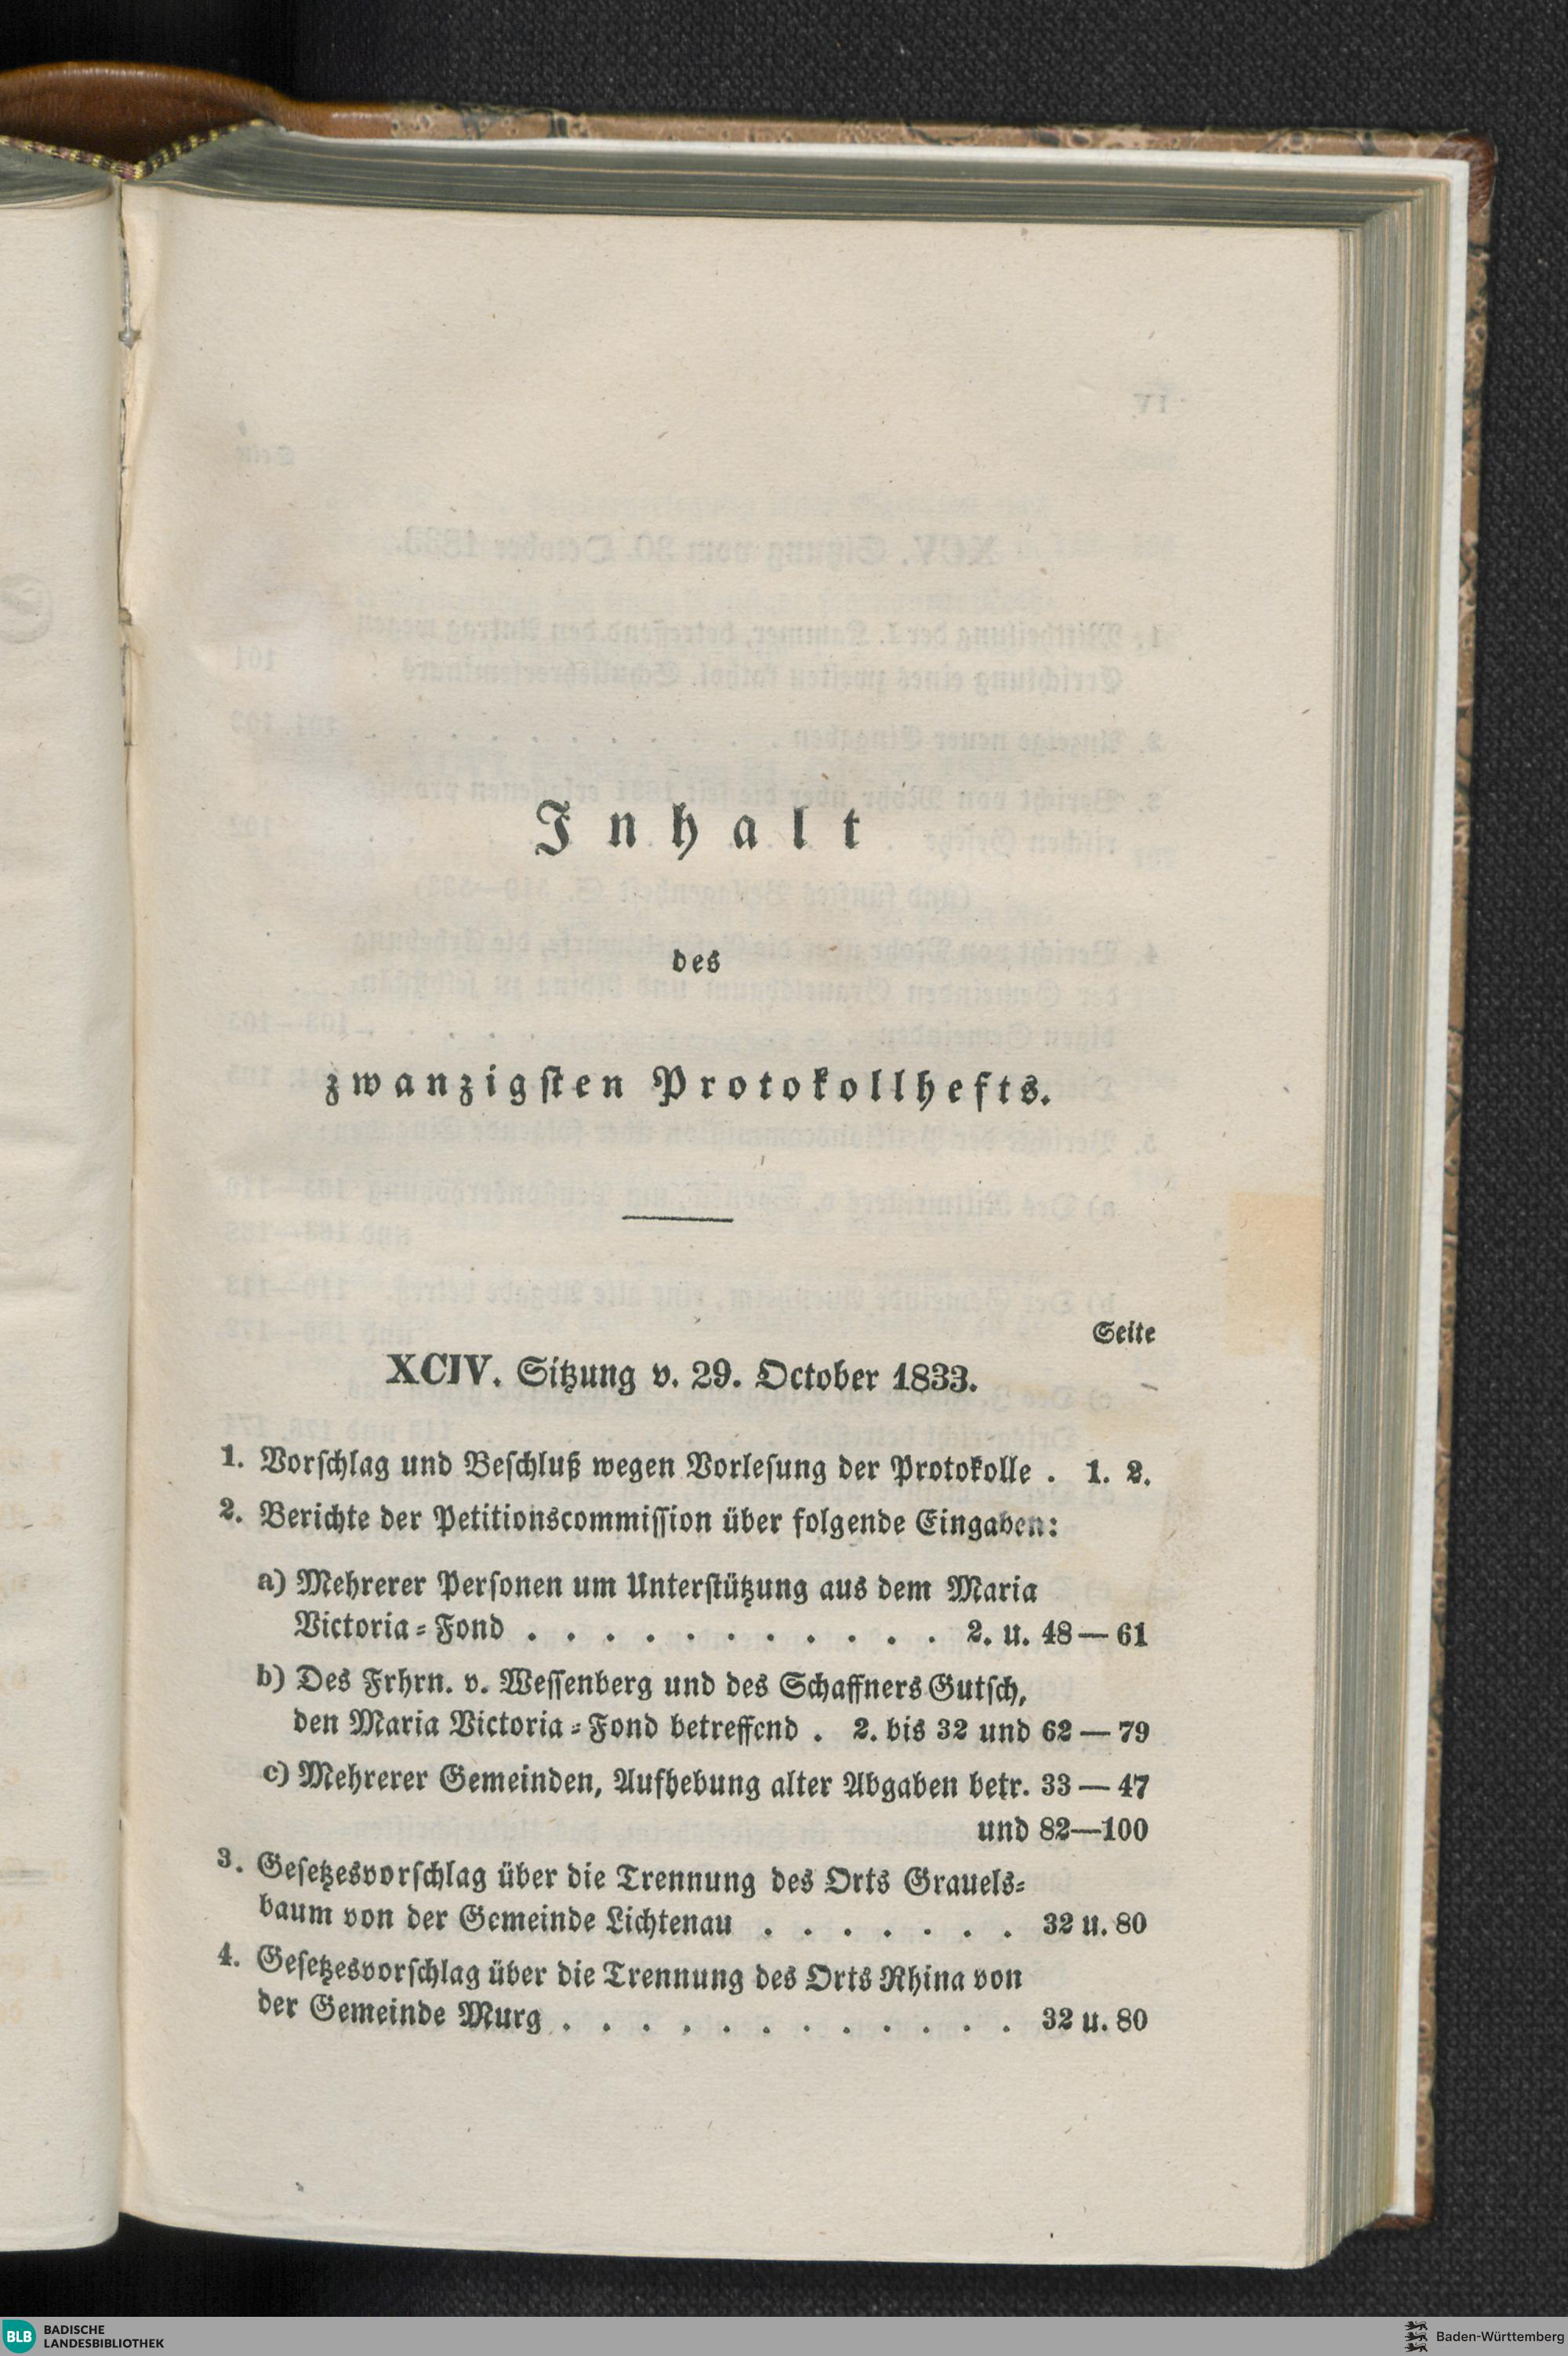 Inhalt
des
zwanzigſten Protokollhefts.
Seite
XCIV. Sitzung v. 29. October 1833.
1. Vorſchlag und Beſchluß wegen Vorleſung der Protokolle . 1. 2.
2. Berichte der Petitionscommiſſion über folgende Eingaben:
a) Mehrerer Perſonen um Unterſtützung aus dem Maria
Victoria-Fond . . . . . . . . . . . 2. u. 48 — 61
b) Des Frhrn. v. Weſſenberg und des Schaffners Gutſch,
den Maria Victoria-Fond betreffend . 2. bis 32 und 62 — 79
c) Mehrerer Gemeinden, Aufhebung alter Abgaben betr. 33 — 47
und 82—100
3. Geſetzesvorſchlag über die Trennung des Orts Grauels-
baum von der Gemeinde Lichtenau . . . . . . . 32 u. 80
4. Geſetzesvorſchlag über die Trennung des Orts Rhina von
der Gemeinde Murg . . . . . . . . . . . . 32 u. 80
BLB BADISCHE
LANDESBIBLIOTHEK
Baden-Württemberg